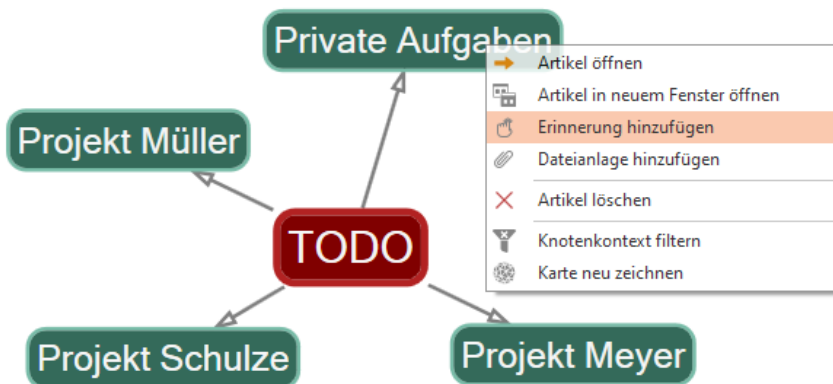 Private Aufgaben
Artikel öffnen
Artikel in neuem Fenster öffnen
Erinnerung hinzufügen
Dateianlage hinzufügen
Artikel löschen
Knotenkontext filtern
Karte neu zeichnen
Projekt Müller
TODO
Projekt Schulze
Projekt Meyer